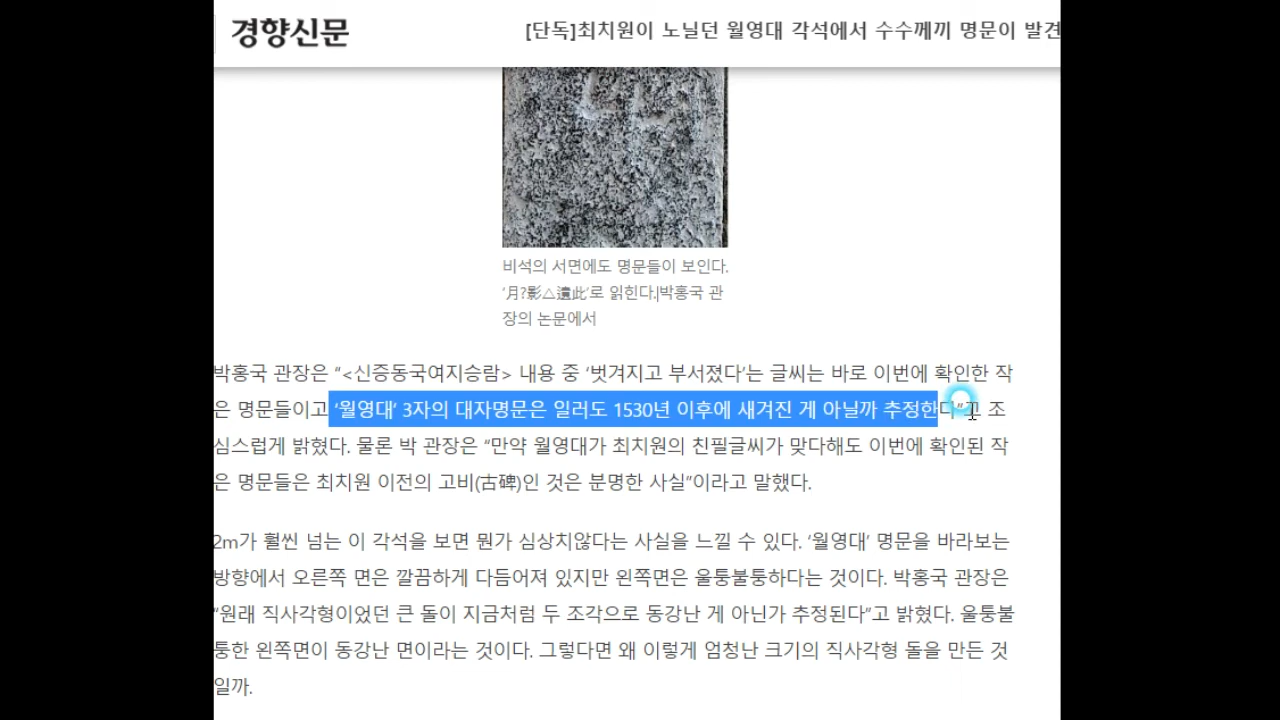 경향신문
[단독]최치원이 노닐던 월영대 각석에서 수수께끼 명문이 발견
비석의 서면에도 명문들이 보인다.
‘月?影△遺此’로 읽힌다.|박홍국 관
장의 논문에서
박홍국 관장은 “<신증동국여지승람> 내용 중 ‘벗겨지고 부서졌다’는 글씨는 바로 이번에 확인한 작
은 명문들이고 ‘월영대’ 3자의 대자명문은 일러도 1530년 이후에 새겨진 게 아닐까 추정한다”고 조
심스럽게 밝혔다. 물론 박 관장은 “만약 월영대가 최치원의 친필글씨가 맞다해도 이번에 확인된 작
은 명문들은 최치원 이전의 고비(古碑)인 것은 분명한 사실”이라고 말했다.
2m가 훨씬 넘는 이 각석을 보면 뭔가 심상치않다는 사실을 느낄 수 있다. ‘월영대’ 명문을 바라보는
방향에서 오른쪽 면은 깔끔하게 다듬어져 있지만 왼쪽면은 울퉁불퉁하다는 것이다. 박홍국 관장은
“원래 직사각형이었던 큰 돌이 지금처럼 두 조각으로 동강난 게 아닌가 추정된다”고 밝혔다. 울퉁불
퉁한 왼쪽면이 동강난 면이라는 것이다. 그렇다면 왜 이렇게 엄청난 크기의 직사각형 돌을 만든 것
일까.